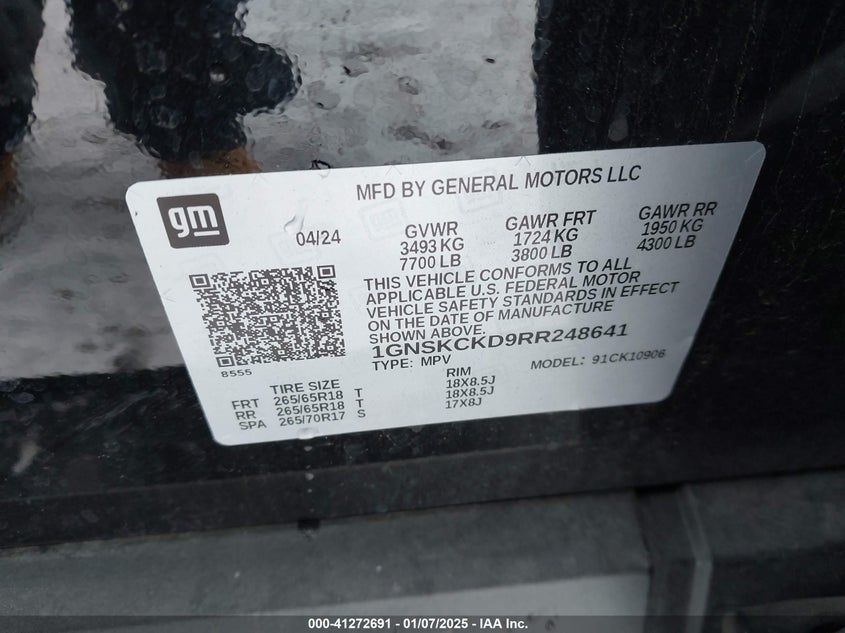 MFD BY GENERAL MOTORS LLC
gm
04/24
GVWR
3493 KG
7700 LB
GAWR FRT
1724 KG
3800 LB
GAWR RR
1950 KG
4300 LB
THIS VEHICLE CONFORMS TO ALL
APPLICABLE U.S. FEDERAL MOTOR
VEHICLE SAFETY STANDARDS IN EFFECT
ON THE DATE OF MANUFACTURE
SHOWN ABOVE.
1GNSKCKD9RR248641
TYPE: MPV
MODEL: 91CK10906
8555
TIRE SIZE RIM
FRT 265/65R18 T 18X8.5J
RR 265/65R18 T 18X8.5J
SPA 265/70R17 S 17X8J
000-41272691 - 01/07/2025 - IAA Inc.